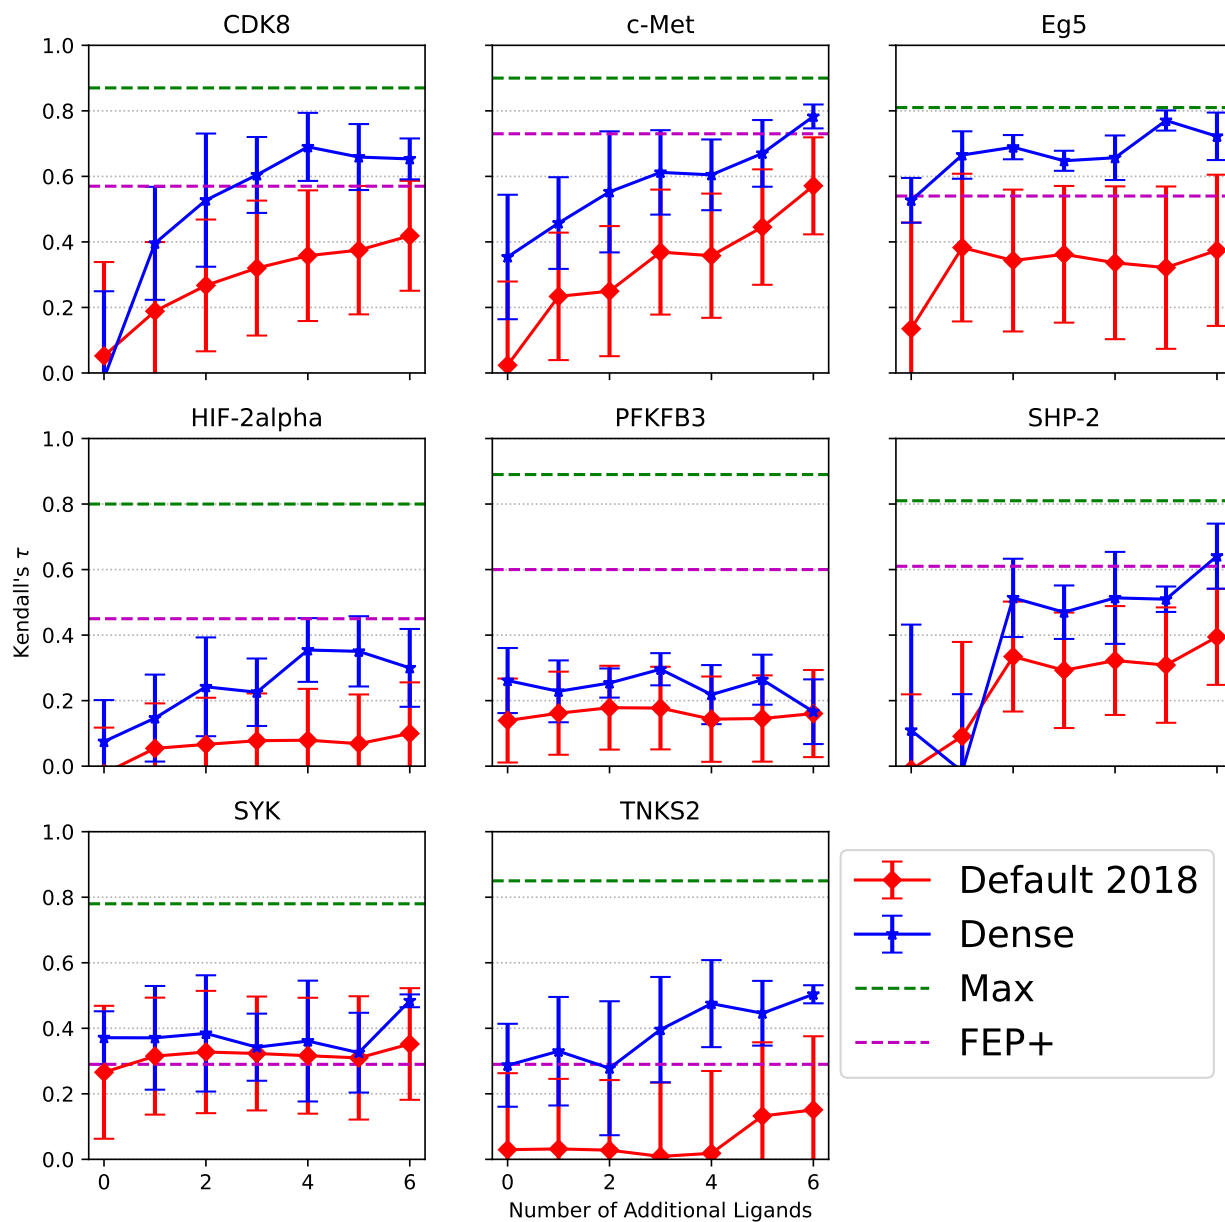 CDK8
c-Met
Eg5
1.0
0.8
0.6
0.4
0.2
0.0
HIF-2alpha
PFKFB3
SHP-2
1.0
0.8
0.6
0.4
0.2
0.0
Kendall's τ
SYK
TNKS2
1.0
0.8
0.6
0.4
0.2
0.0
0 2 4 6
0 2 4 6
Number of Additional Ligands
Default 2018
Dense
Max
FEP+